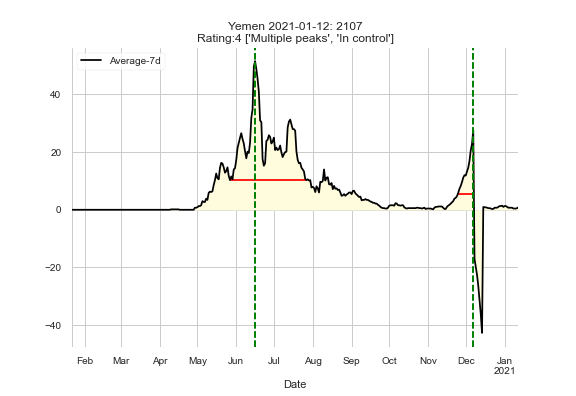 Yemen 2021-01-12: 2107
Rating:4 ['Multiple peaks', 'In control']
Average-7d
40
20
0
−20
−40
Feb Mar Apr May Jun Jul Aug Sep Oct Nov Dec Jan
2021
Date